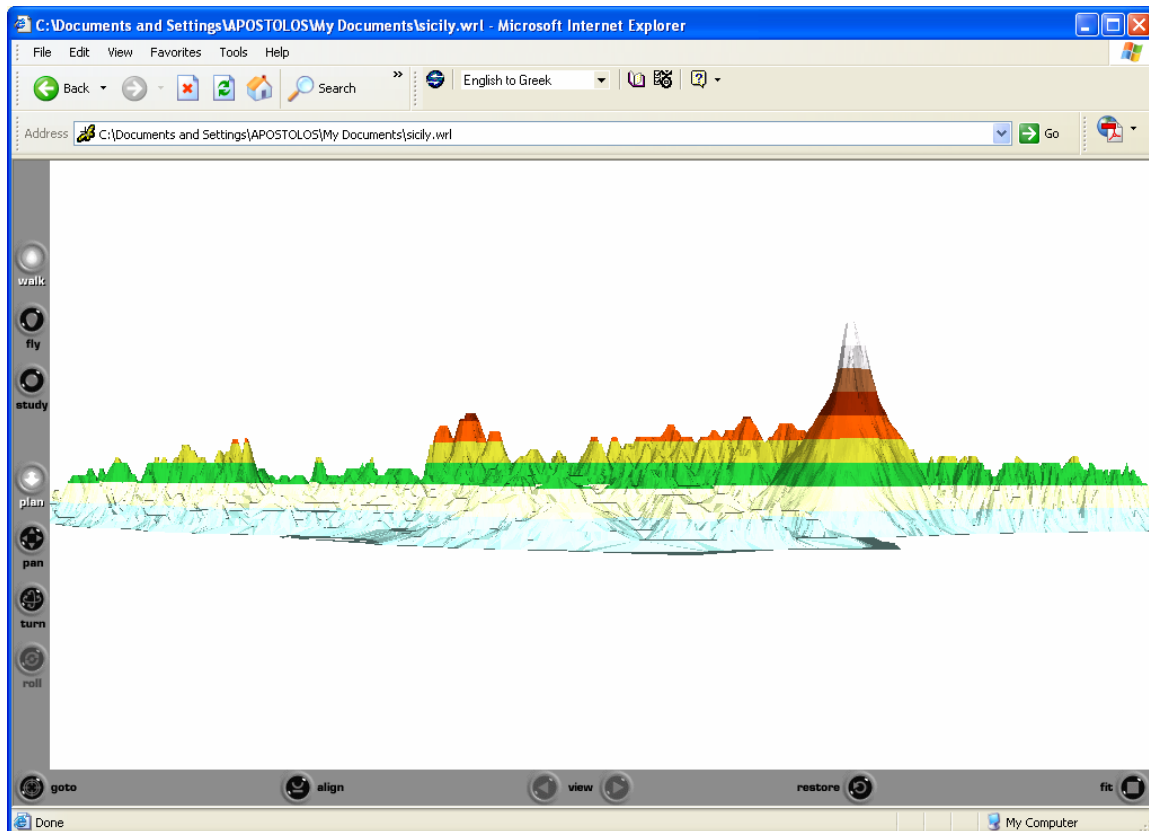 C:\Documents and Settings\APOSTOLOS\My Documents\sicily.wrl - Microsoft Internet Explorer
File Edit View Favorites Tools Help
Back Search » English to Greek
Address C:\Documents and Settings\APOSTOLOS\My Documents\sicily.wrl Go
walk
fly
study
plan
pan
turn
roll
goto align view restore fit
Done My Computer